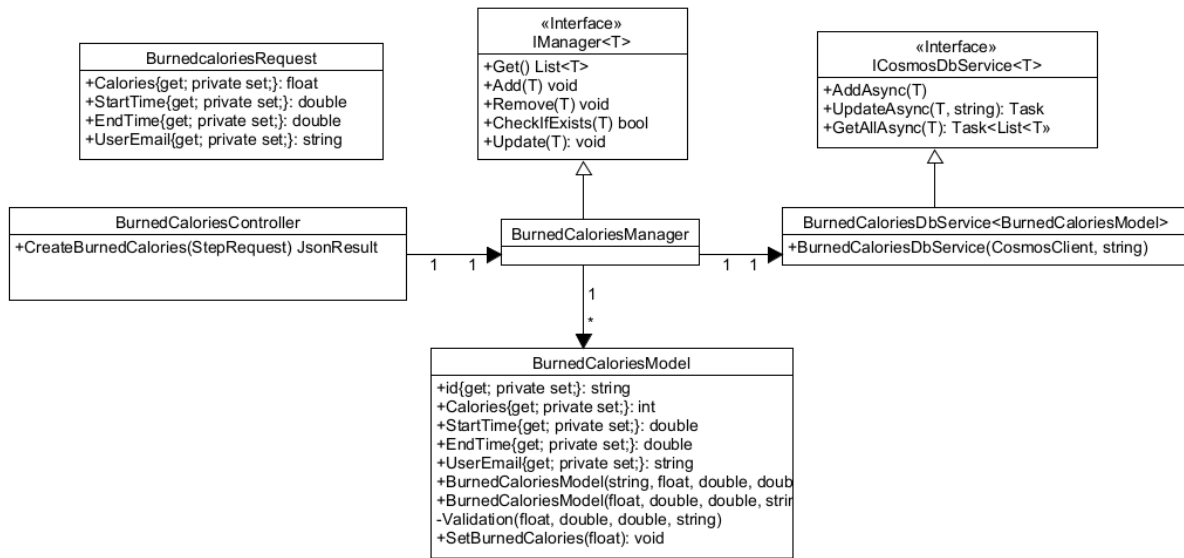 «Interface»
IManager<T>
+Get() List<T>
+Add(T) void
+Remove(T) void
+CheckIfExists(T) bool
+Update(T): void
BurnedcaloriesRequest
+Calories{get; private set;}: float
+StartTime{get; private set;}: double
+EndTime{get; private set;}: double
+UserEmail{get; private set;}: string
«Interface»
ICosmosDbService<T>
+AddAsync(T)
+UpdateAsync(T, string): Task
+GetAllAsync(T): Task<List<T»
BurnedCaloriesController
+CreateBurnedCalories(StepRequest) JsonResult
1 1
BurnedCaloriesManager
1 1
BurnedCaloriesDbService<BurnedCaloriesModel>
+BurnedCaloriesDbService(CosmosClient, string)
1
*
BurnedCaloriesModel
+id{get; private set;}: string
+Calories{get; private set;}: int
+StartTime{get; private set;}: double
+EndTime{get; private set;}: double
+UserEmail{get; private set;}: string
+BurnedCaloriesModel(string, float, double, doub
+BurnedCaloriesModel(float, double, double, strir
-Validation(float, double, double, string)
+SetBurnedCalories(float): void